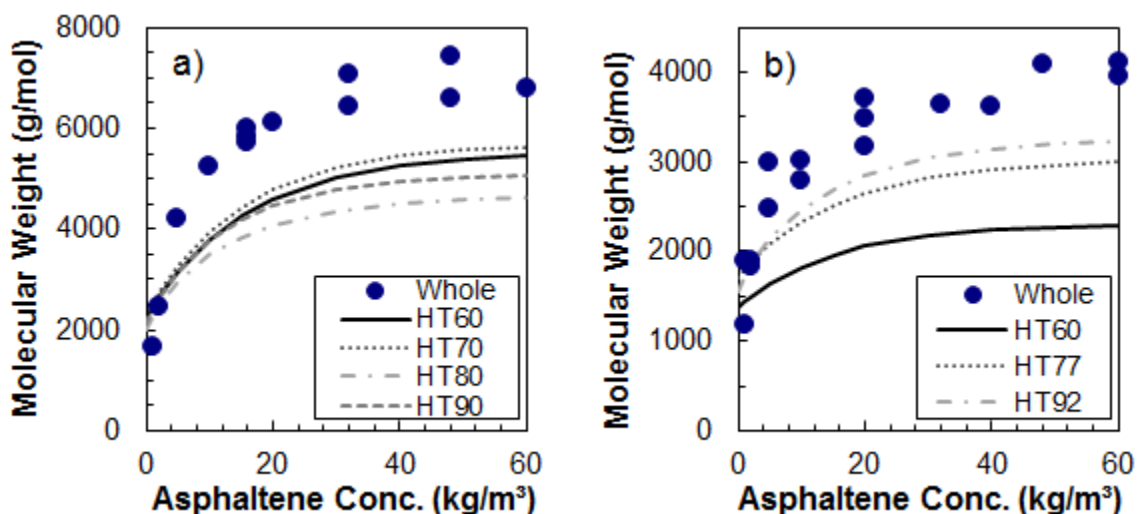 a)
Molecular Weight (g/mol)
8000
6000
4000
2000
0
Whole
HT60
HT70
HT80
HT90
0 20 40 60
Asphaltene Conc. (kg/m³)
b)
Molecular Weight (g/mol)
4000
3000
2000
1000
0
Whole
HT60
HT77
HT92
0 20 40 60
Asphaltene Conc. (kg/m³)